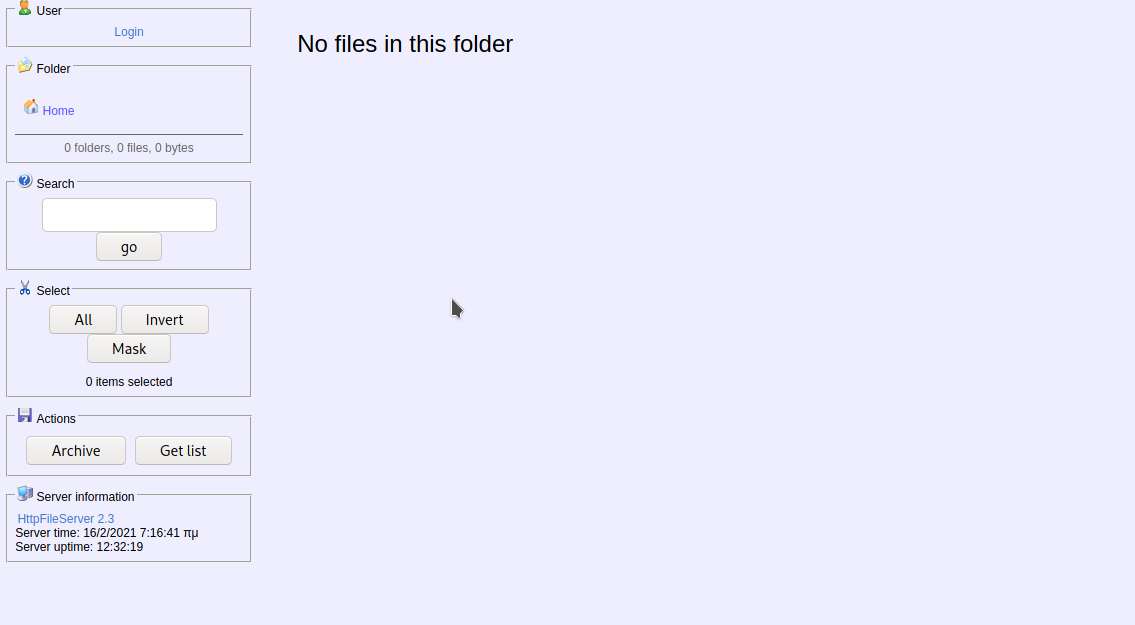 User
Login
Folder
Home
0 folders, 0 files, 0 bytes
Search
go
Select
All Invert
Mask
0 items selected
Actions
Archive Get list
Server information
HttpFileServer 2.3
Server time: 16/2/2021 7:16:41 πμ
Server uptime: 12:32:19
No files in this folder